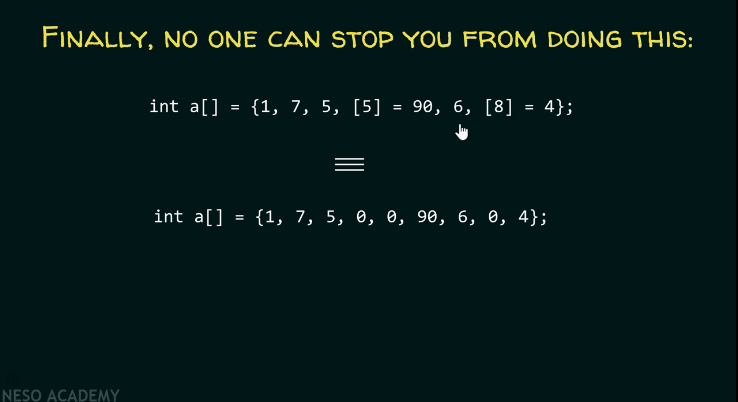 Finally, no one can stop you from doing this:
int a[] = {1, 7, 5, [5] = 90, 6, [8] = 4};
int a[] = {1, 7, 5, 0, 0, 90, 6, 0, 4};
NESO ACADEMY